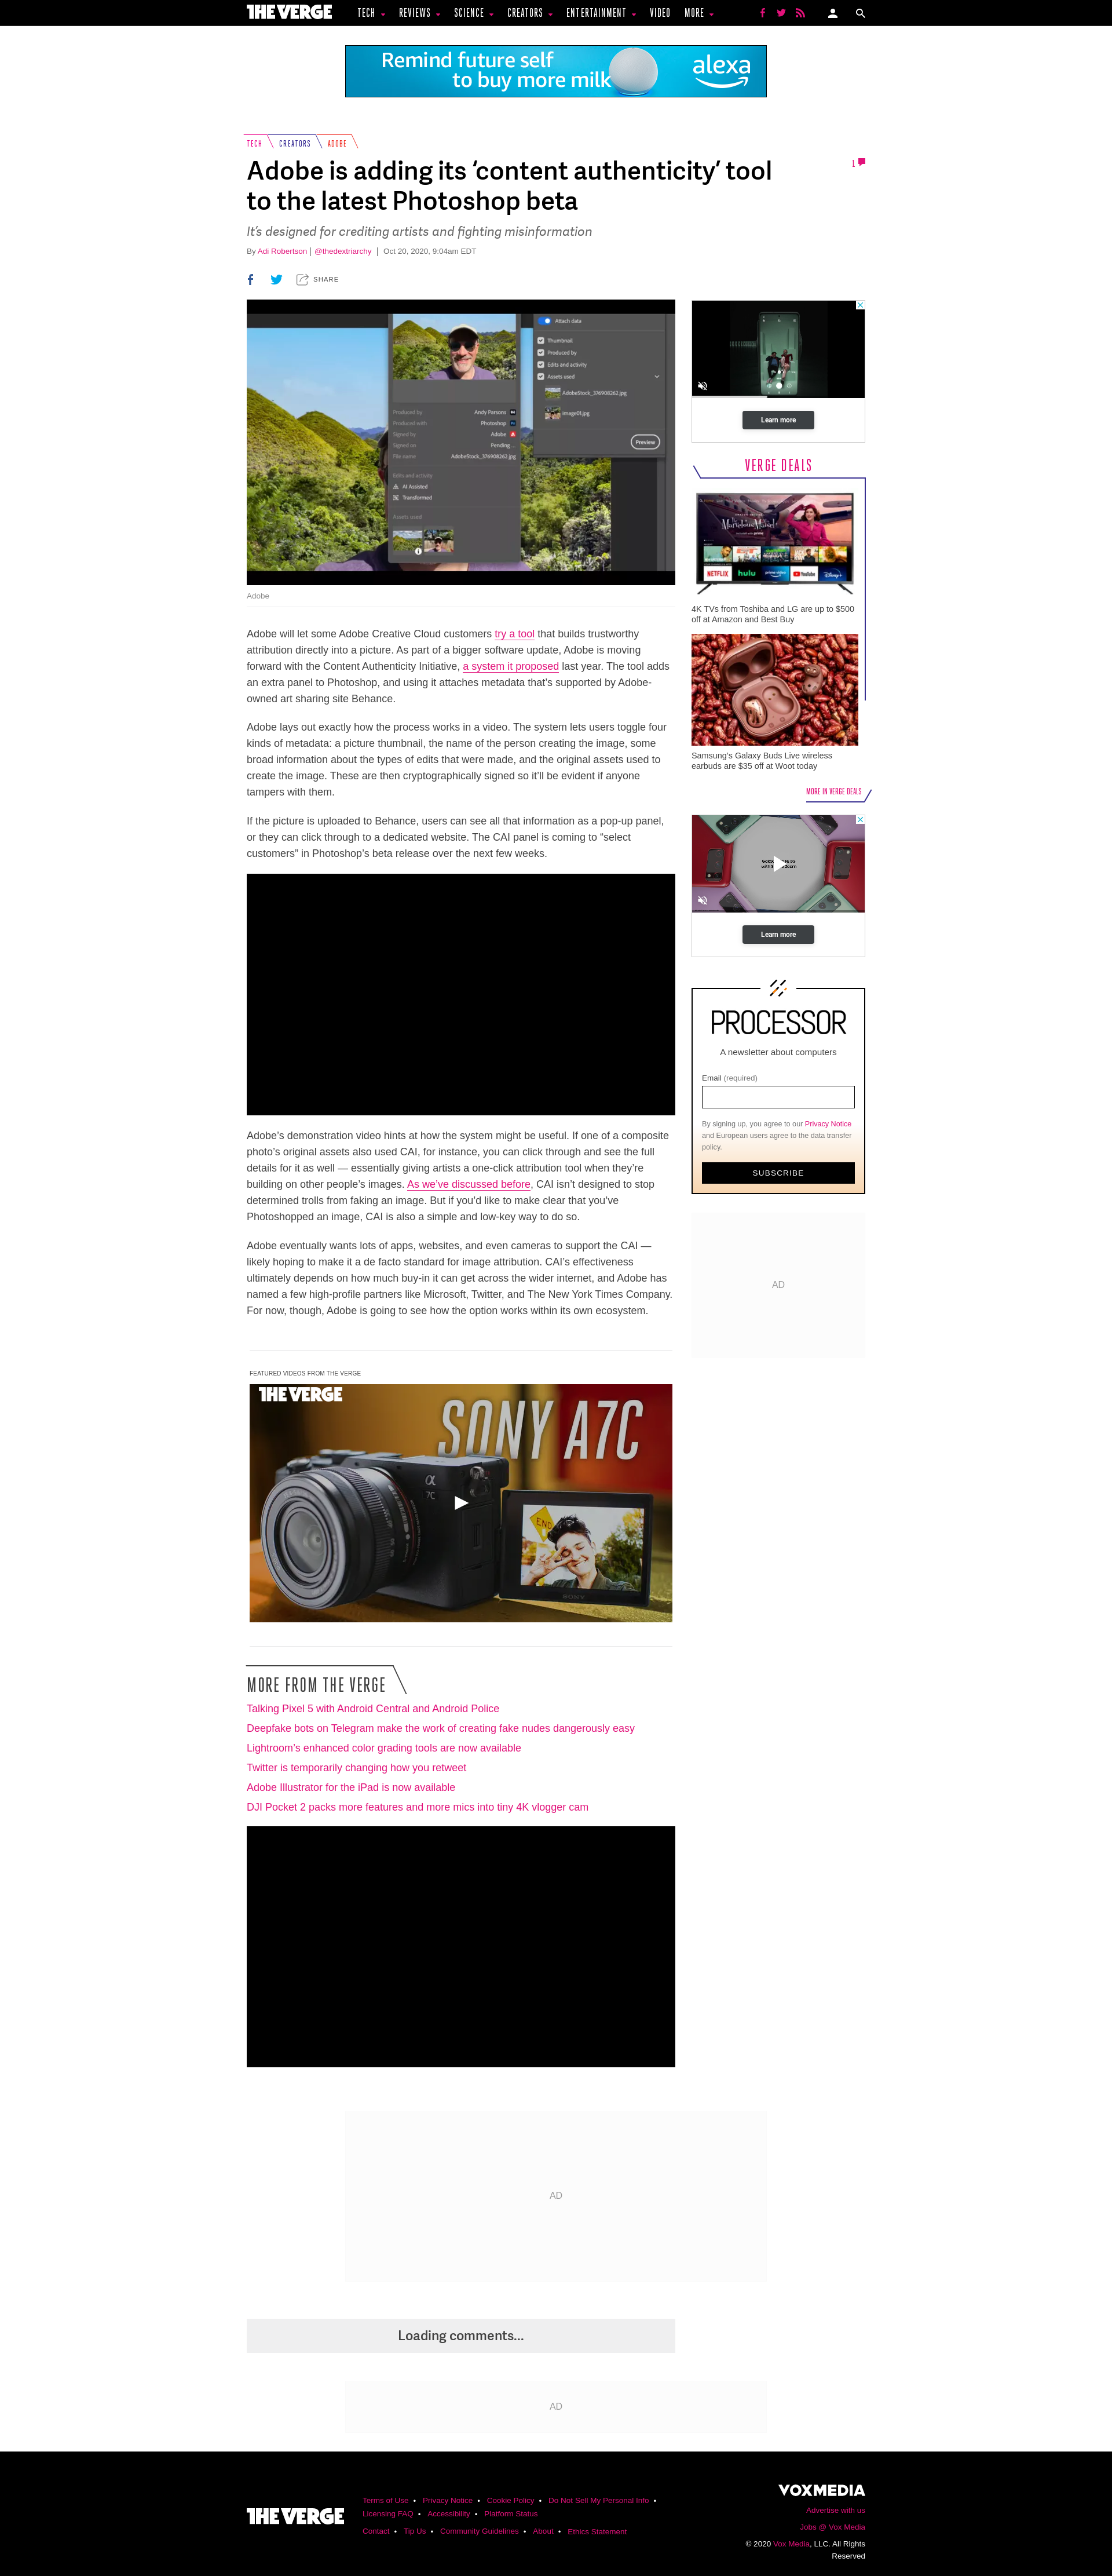 THE VERGE
TECH
REVIEWS
SCIENCE
CREATORS
ENTERTAINMENT
VIDEO
MORE
Remind future self
to buy more milk
alexa
TECH
CREATORS
ADOBE
Adobe is adding its ‘content authenticity’ tool
to the latest Photoshop beta
1
It’s designed for crediting artists and fighting misinformation
By Adi Robertson | @thedextriarchy | Oct 20, 2020, 9:04am EDT
SHARE
Attach data
Thumbnail
Produced by
Edits and activity
Assets used
AdobeStock_376908262.jpg
image01.jpg
Preview
Produced by Andy Parsons
Produced with Photoshop
Signed by Adobe
Signed on Pending...
File name AdobeStock_376908262.jpg
Edits and activity
AI Assisted
Transformed
Assets used
Adobe
Adobe will let some Adobe Creative Cloud customers try a tool that builds trustworthy
attribution directly into a picture. As part of a bigger software update, Adobe is moving
forward with the Content Authenticity Initiative, a system it proposed last year. The tool adds
an extra panel to Photoshop, and using it attaches metadata that’s supported by Adobe-
owned art sharing site Behance.
Adobe lays out exactly how the process works in a video. The system lets users toggle four
kinds of metadata: a picture thumbnail, the name of the person creating the image, some
broad information about the types of edits that were made, and the original assets used to
create the image. These are then cryptographically signed so it’ll be evident if anyone
tampers with them.
If the picture is uploaded to Behance, users can see all that information as a pop-up panel,
or they can click through to a dedicated website. The CAI panel is coming to “select
customers” in Photoshop’s beta release over the next few weeks.
Adobe’s demonstration video hints at how the system might be useful. If one of a composite
photo’s original assets also used CAI, for instance, you can click through and see the full
details for it as well — essentially giving artists a one-click attribution tool when they’re
building on other people’s images. As we’ve discussed before, CAI isn’t designed to stop
determined trolls from faking an image. But if you’d like to make clear that you’ve
Photoshopped an image, CAI is also a simple and low-key way to do so.
Adobe eventually wants lots of apps, websites, and even cameras to support the CAI —
likely hoping to make it a de facto standard for image attribution. CAI’s effectiveness
ultimately depends on how much buy-in it can get across the wider internet, and Adobe has
named a few high-profile partners like Microsoft, Twitter, and The New York Times Company.
For now, though, Adobe is going to see how the option works within its own ecosystem.
Learn more
VERGE DEALS
NETFLIX
hulu
prime video
YouTube
Disney+
4K TVs from Toshiba and LG are up to $500
off at Amazon and Best Buy
Samsung’s Galaxy Buds Live wireless
earbuds are $35 off at Woot today
MORE IN VERGE DEALS
Learn more
PROCESSOR
A newsletter about computers
Email (required)
By signing up, you agree to our Privacy Notice
and European users agree to the data transfer
policy.
SUBSCRIBE
AD
FEATURED VIDEOS FROM THE VERGE
THE VERGE
SONY A7C
α
7C
END
SONY
MORE FROM THE VERGE
Talking Pixel 5 with Android Central and Android Police
Deepfake bots on Telegram make the work of creating fake nudes dangerously easy
Lightroom’s enhanced color grading tools are now available
Twitter is temporarily changing how you retweet
Adobe Illustrator for the iPad is now available
DJI Pocket 2 packs more features and more mics into tiny 4K vlogger cam
AD
Loading comments...
AD
THE VERGE
Terms of Use • Privacy Notice • Cookie Policy • Do Not Sell My Personal Info •
Licensing FAQ • Accessibility • Platform Status
Contact • Tip Us • Community Guidelines • About • Ethics Statement
VOXMEDIA
Advertise with us
Jobs @ Vox Media
© 2020 Vox Media, LLC. All Rights
Reserved